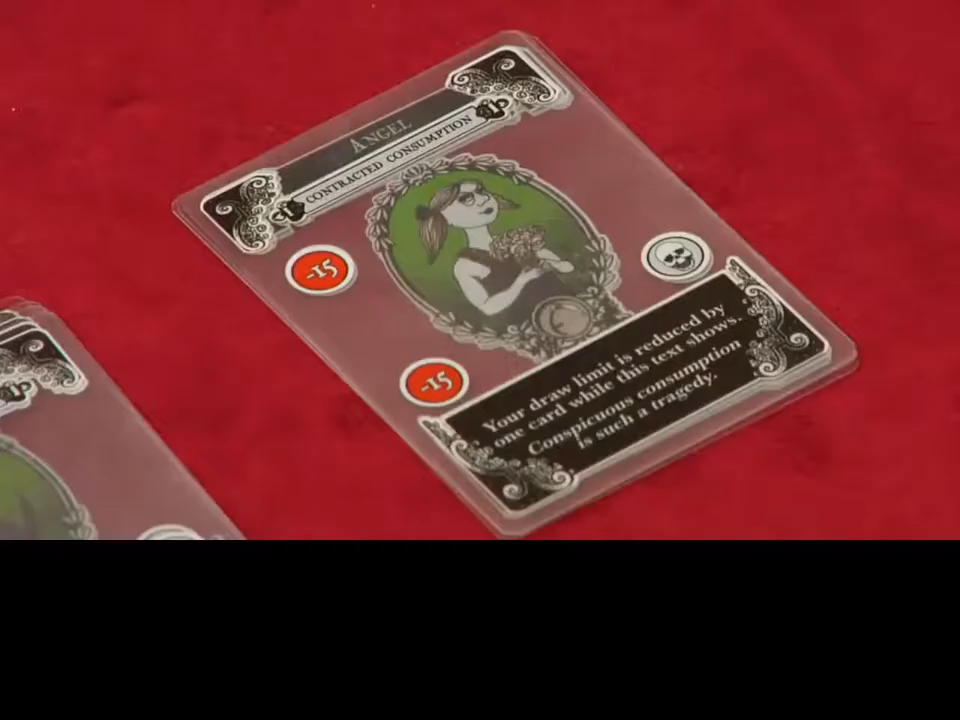 ANGEL
CONTRACTED CONSUMPTION
-15
-15
Your draw limit is reduced by
one card while this text shows.
Conspicuous consumption
is such a tragedy.